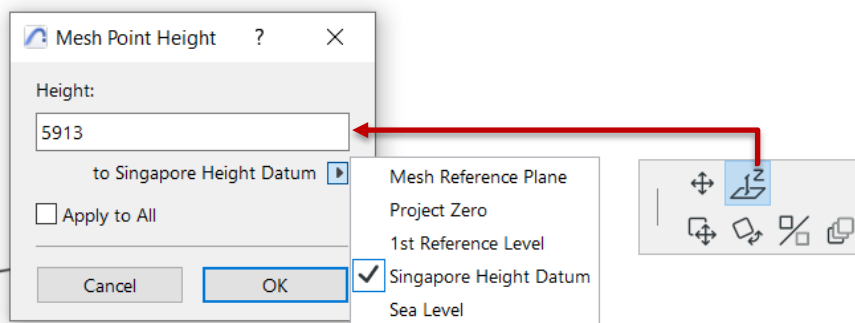 Mesh Point Height ?
Height:
5913
to Singapore Height Datum
Apply to All
Cancel
OK
Mesh Reference Plane
Project Zero
1st Reference Level
Singapore Height Datum
Sea Level
Z